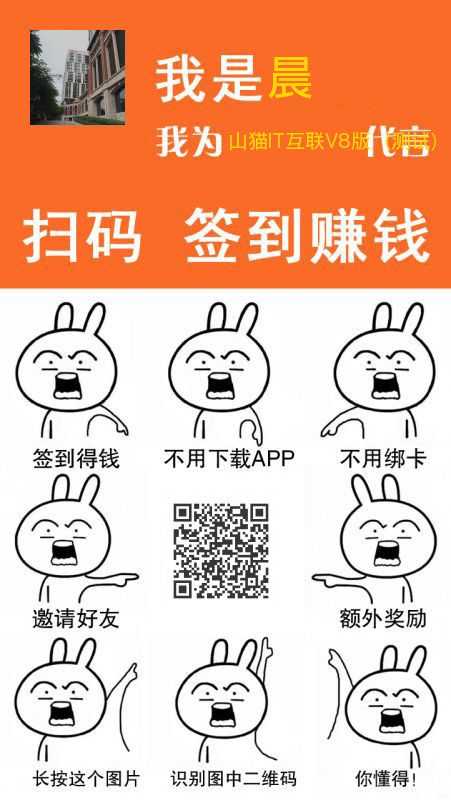 我是晨
我为 山猫IT互联V8版（测试） 代言
扫码 签到赚钱
签到得钱 不用下载APP 不用绑卡
邀请好友 额外奖励
长按这个图片 识别图中二维码 你懂得！